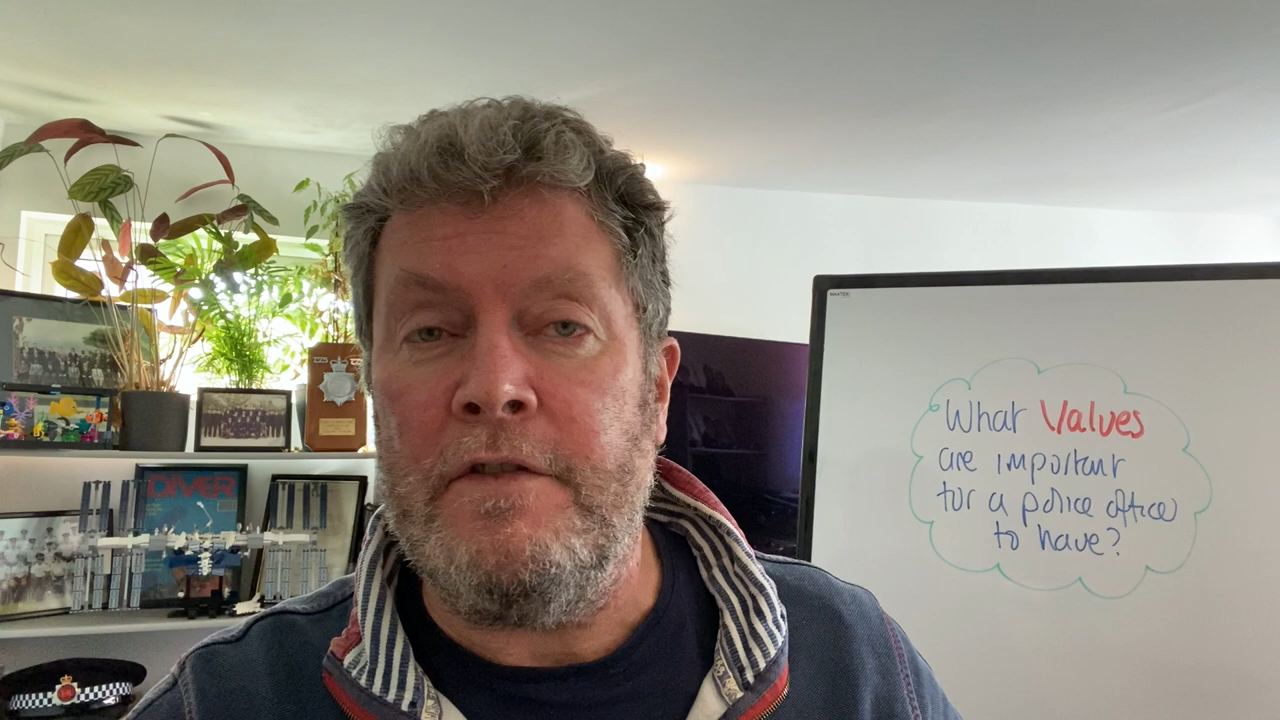 DIVER
What Values
are important
for a police officer
to have?